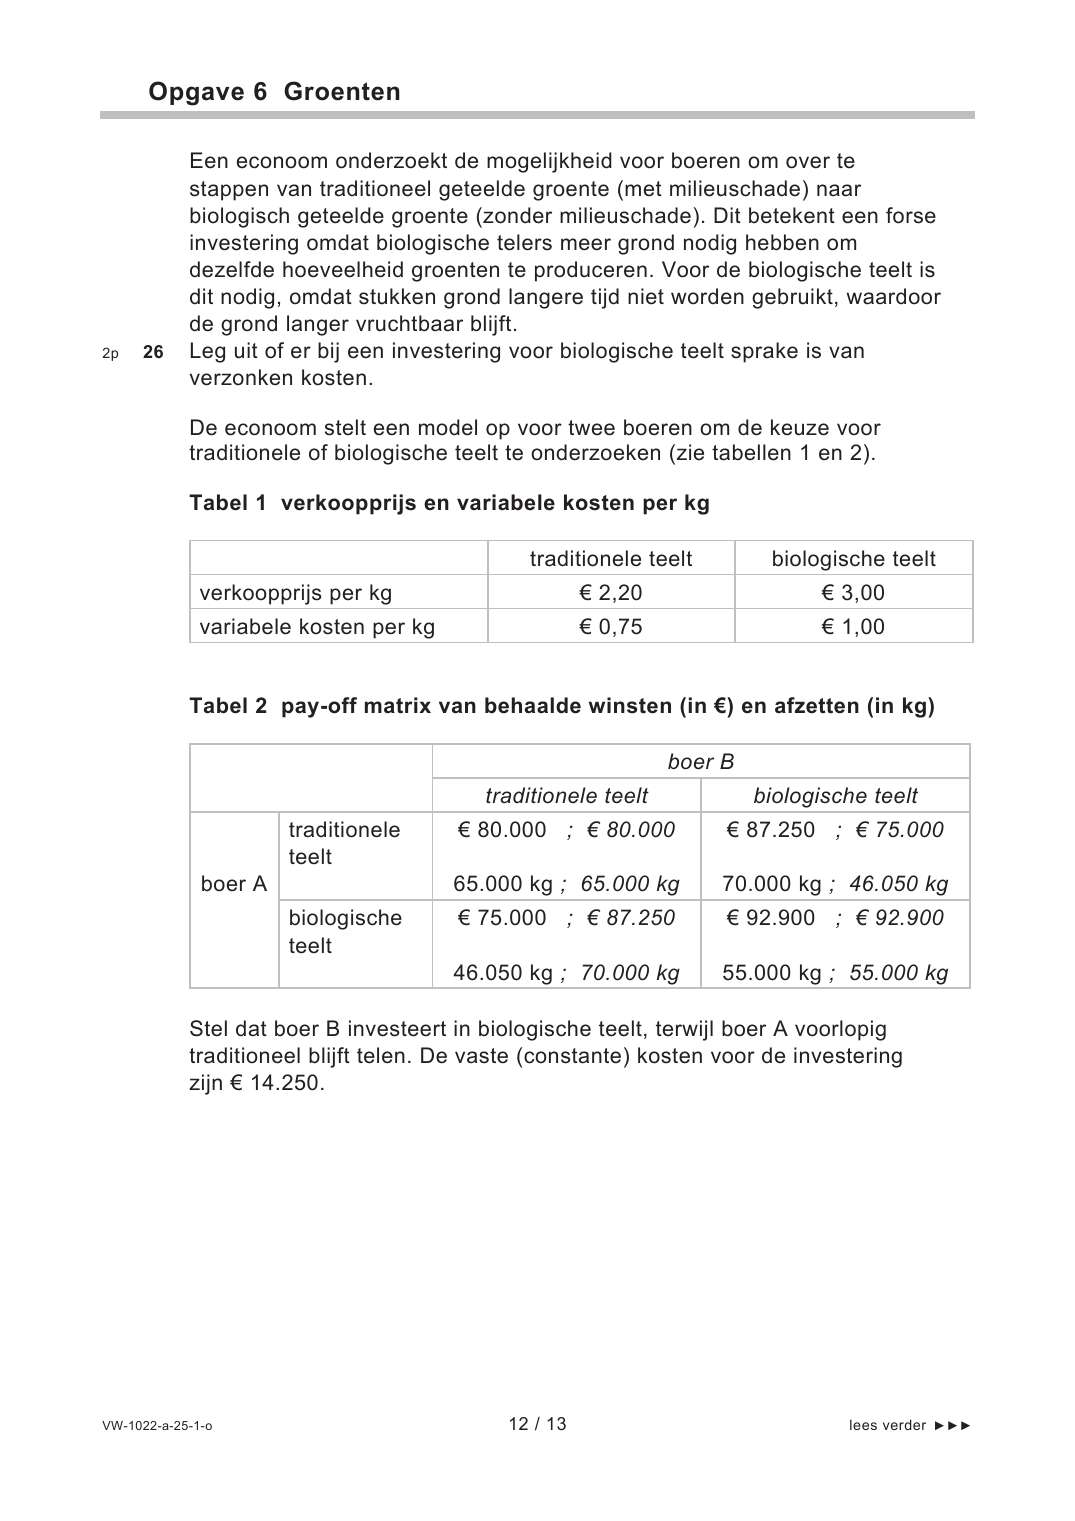 Opgave 6 Groenten
Een econoom onderzoekt de mogelijkheid voor boeren om over te
stappen van traditioneel geteelde groente (met milieuschade) naar
biologisch geteelde groente (zonder milieuschade). Dit betekent een forse
investering omdat biologische telers meer grond nodig hebben om
dezelfde hoeveelheid groenten te produceren. Voor de biologische teelt is
dit nodig, omdat stukken grond langere tijd niet worden gebruikt, waardoor
de grond langer vruchtbaar blijft.
2p 26 Leg uit of er bij een investering voor biologische teelt sprake is van
verzonken kosten.
De econoom stelt een model op voor twee boeren om de keuze voor
traditionele of biologische teelt te onderzoeken (zie tabellen 1 en 2).
Tabel 1 verkoopprijs en variabele kosten per kg
traditionele teelt biologische teelt
verkoopprijs per kg € 2,20 € 3,00
variabele kosten per kg € 0,75 € 1,00
Tabel 2 pay-off matrix van behaalde winsten (in €) en afzetten (in kg)
boer B
traditionele teelt biologische teelt
traditionele € 80.000 ; € 80.000 € 87.250 ; € 75.000
teelt
boer A 65.000 kg ; 65.000 kg 70.000 kg ; 46.050 kg
biologische € 75.000 ; € 87.250 € 92.900 ; € 92.900
teelt
46.050 kg ; 70.000 kg 55.000 kg ; 55.000 kg
Stel dat boer B investeert in biologische teelt, terwijl boer A voorlopig
traditioneel blijft telen. De vaste (constante) kosten voor de investering
zijn € 14.250.
VW-1022-a-25-1-o 12 / 13 lees verder ►►►